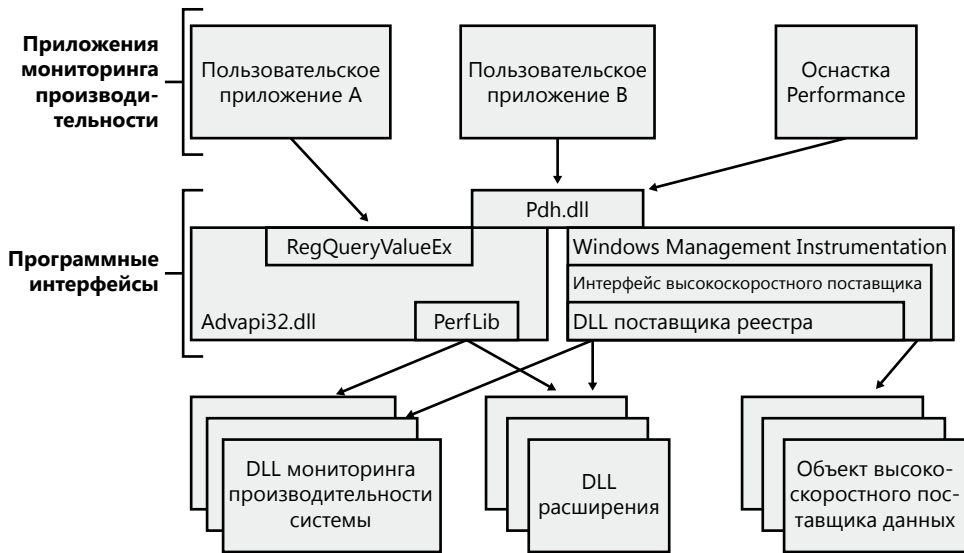 Приложения
мониторинга
производи-
тельности
Пользовательское
приложение A
Пользовательское
приложение B
Оснастка
Performance
Программные
интерфейсы
Pdh.dll
RegQueryValueEx
Windows Management Instrumentation
Интерфейс высокоскоростного поставщика
Advapi32.dll
PerfLib
DLL поставщика реестра
DLL мониторинга
производительности
системы
DLL
расширения
Объект высоко-
скоростного пос-
тавщика данных